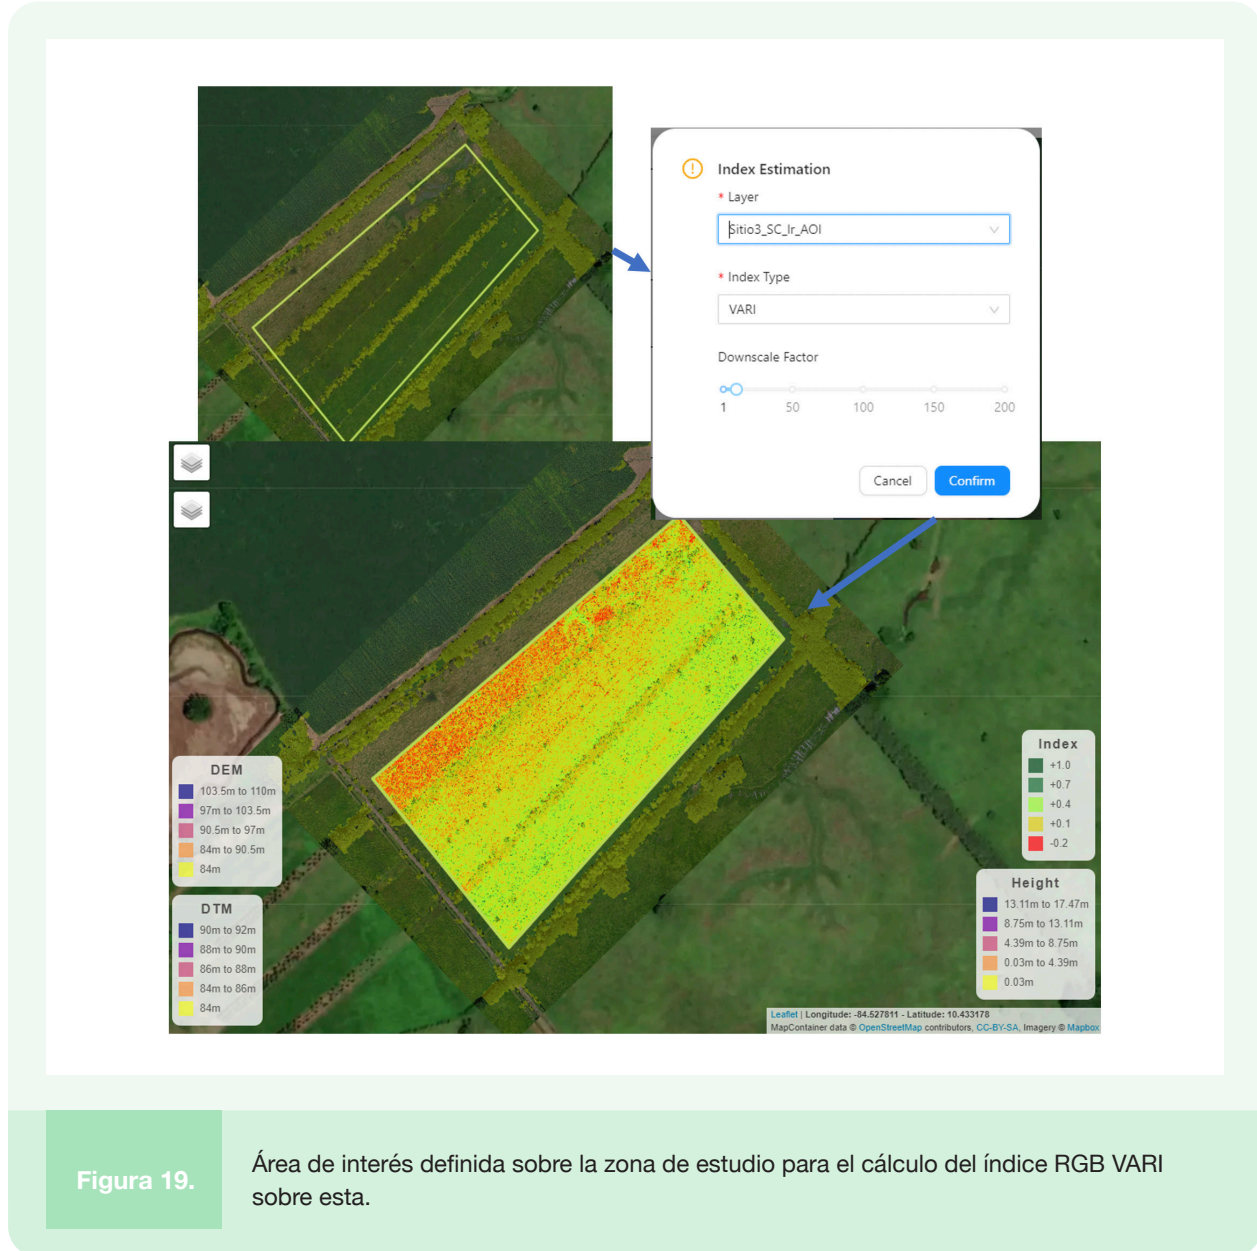 Index Estimation
* Layer
Sitio3_SC_Ir_AOI
* Index Type
VARI
Downscale Factor
1 50 100 150 200
Cancel Confirm
DEM
103.5m to 110m
97m to 103.5m
90.5m to 97m
84m to 90.5m
84m
DTM
90m to 92m
88m to 90m
86m to 88m
84m to 86m
84m
Index
+1.0
+0.7
+0.4
+0.1
-0.2
Height
13.11m to 17.47m
8.75m to 13.11m
4.39m to 8.75m
0.03m to 4.39m
0.03m
Leaflet | Longitude: -84.527811 - Latitude: 10.433178
MapContainer data © OpenStreetMap contributors, CC-BY-SA, Imagery © Mapbox
Figura 19.
Área de interés definida sobre la zona de estudio para el cálculo del índice RGB VARI
sobre esta.